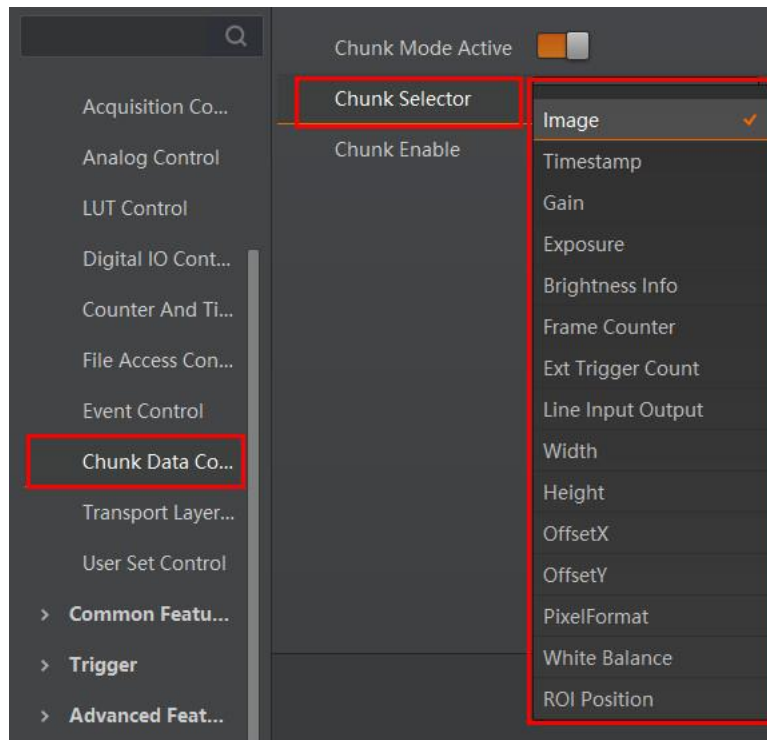 Acquisition Co...
Analog Control
LUT Control
Digital IO Cont...
Counter And Ti...
File Access Con...
Event Control
Chunk Data Co...
Transport Layer...
User Set Control
Common Featu...
Trigger
Advanced Feat...
Chunk Mode Active
Chunk Selector
Chunk Enable
Image
Timestamp
Gain
Exposure
Brightness Info
Frame Counter
Ext Trigger Count
Line Input Output
Width
Height
OffsetX
OffsetY
PixelFormat
White Balance
ROI Position